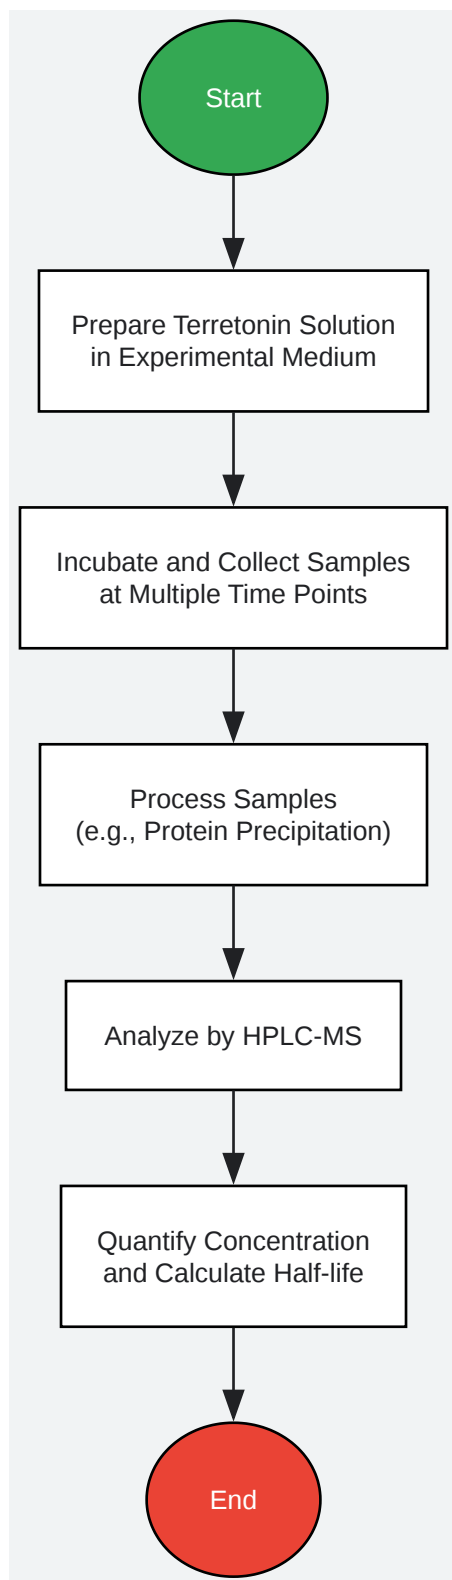 Start
Prepare Terretonin Solution
in Experimental Medium
Incubate and Collect Samples
at Multiple Time Points
Process Samples
(e.g., Protein Precipitation)
Analyze by HPLC-MS
Quantify Concentration
and Calculate Half-life
End